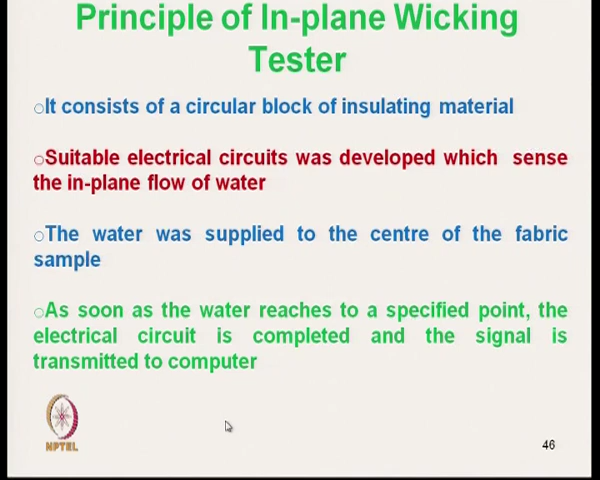 Principle of In-plane Wicking
Tester
○It consists of a circular block of insulating material
○Suitable electrical circuits was developed which sense
the in-plane flow of water
○The water was supplied to the centre of the fabric
sample
○As soon as the water reaches to a specified point, the
electrical circuit is completed and the signal is
transmitted to computer
NPTEL
46